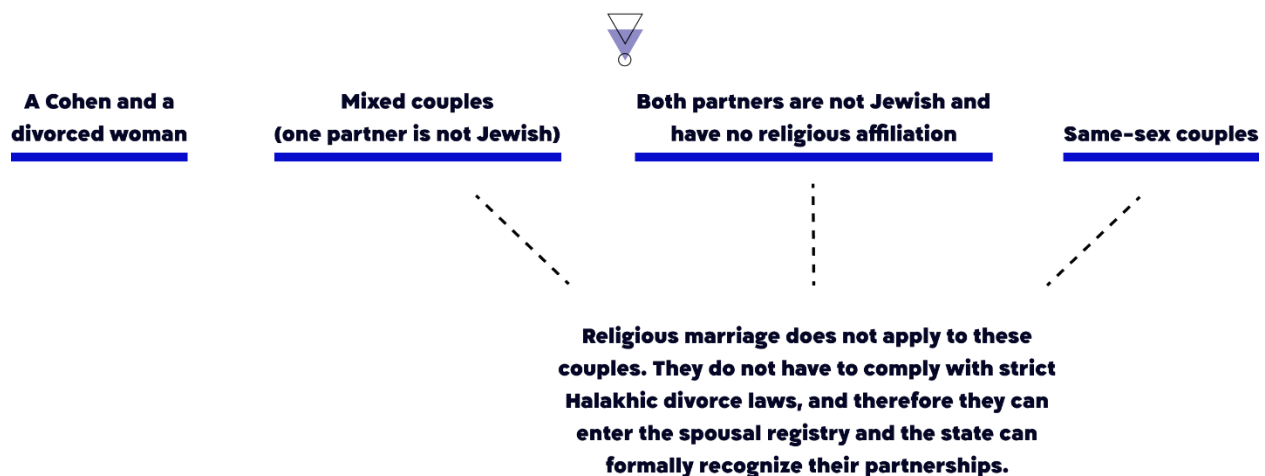 A Cohen and a
divorced woman
Mixed couples
(one partner is not Jewish)
Both partners are not Jewish and
have no religious affiliation
Same-sex couples
Religious marriage does not apply to these
couples. They do not have to comply with strict
Halakhic divorce laws, and therefore they can
enter the spousal registry and the state can
formally recognize their partnerships.